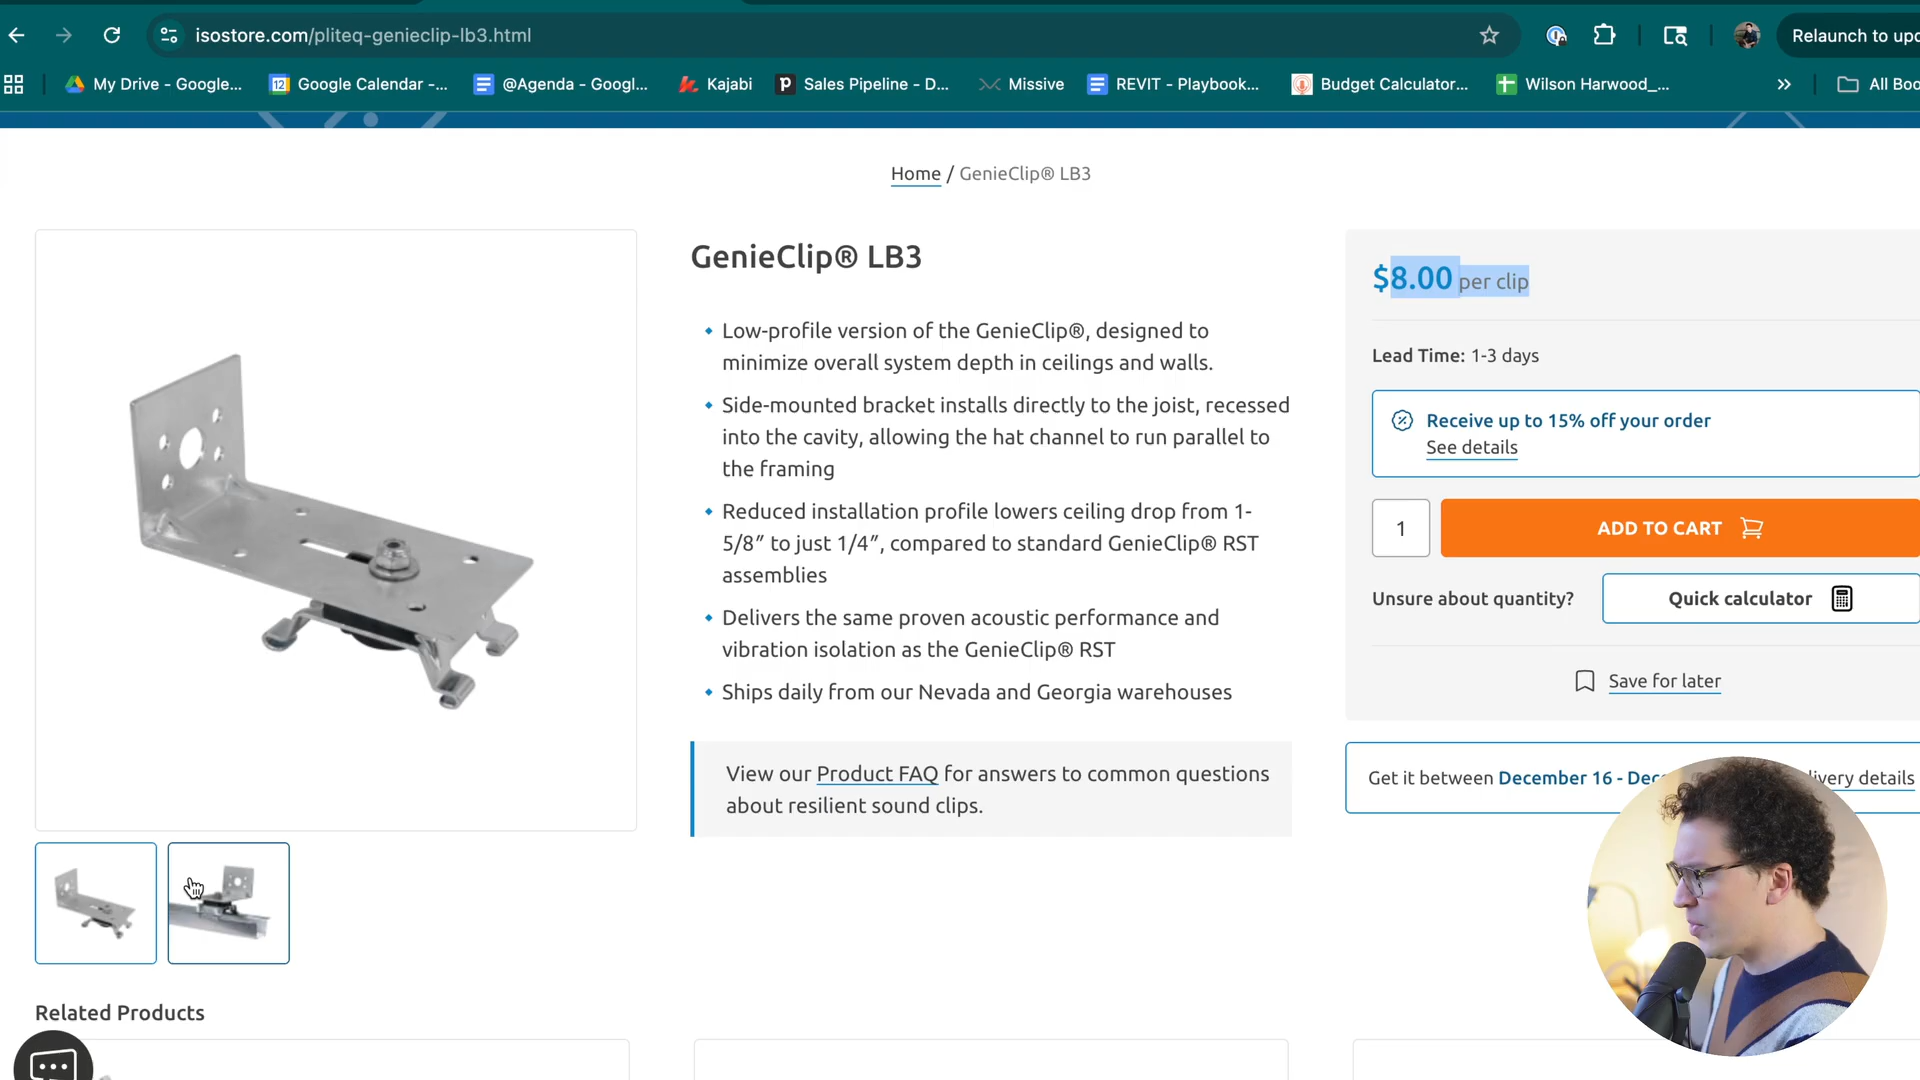 isostore.com/pliteq-genieclip-lb3.html
Relaunch to upd
My Drive - Google...
Google Calendar -...
@Agenda - Googl...
Kajabi
Sales Pipeline - D...
Missive
REVIT - Playbook...
Budget Calculator...
Wilson Harwood_...
All Boo
Home / GenieClip® LB3
GenieClip® LB3
Low-profile version of the GenieClip®, designed to
minimize overall system depth in ceilings and walls.
Side-mounted bracket installs directly to the joist, recessed
into the cavity, allowing the hat channel to run parallel to
the framing
Reduced installation profile lowers ceiling drop from 1-
5/8″ to just 1/4″, compared to standard GenieClip® RST
assemblies
Delivers the same proven acoustic performance and
vibration isolation as the GenieClip® RST
Ships daily from our Nevada and Georgia warehouses
View our Product FAQ for answers to common questions
about resilient sound clips.
$8.00 per clip
Lead Time: 1-3 days
Receive up to 15% off your order
See details
1
ADD TO CART
Unsure about quantity?
Quick calculator
Save for later
Get it between December 16 - Dec livery details
Related Products